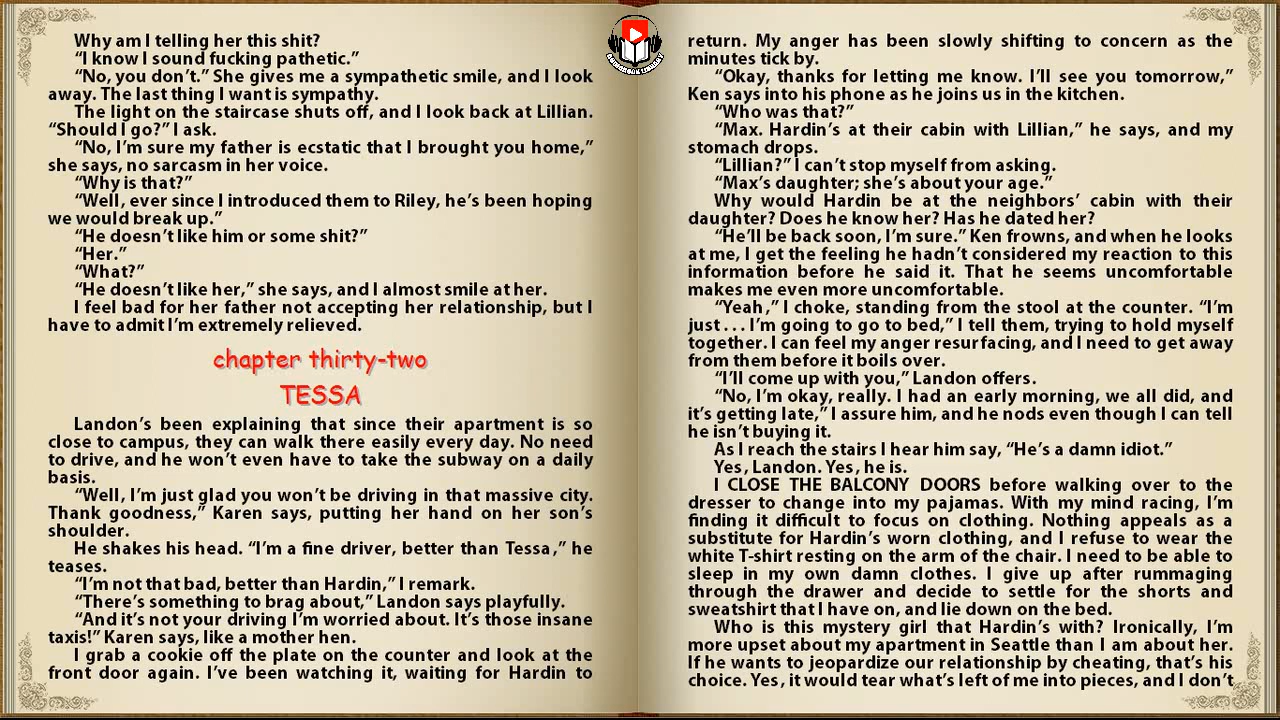 Why am I telling her this shit?
“I know I sound fucking pathetic.”
“No, you don’t.” She gives me a sympathetic smile, and I look
away. The last thing I want is sympathy.
The light on the staircase shuts off, and I look back at Lillian.
“Should I go?” I ask.
“No, I’m sure my father is ecstatic that I brought you home,”
she says, no sarcasm in her voice.
“Why is that?”
“Well, ever since I introduced them to Riley, he’s been hoping
we would break up.”
“He doesn’t like him or some shit?”
“Her.”
“What?”
“He doesn’t like her,” she says, and I almost smile at her.
I feel bad for her father not accepting her relationship, but I
have to admit I’m extremely relieved.
chapter thirty-two
TESSA
Landon’s been explaining that since their apartment is so
close to campus, they can walk there easily every day. No need
to drive, and he won’t even have to take the subway on a daily
basis.
“Well, I’m just glad you won’t be driving in that massive city.
Thank goodness,” Karen says, putting her hand on her son’s
shoulder.
He shakes his head. “I’m a fine driver, better than Tessa,” he
teases.
“I’m not that bad, better than Hardin,” I remark.
“There’s something to brag about,” Landon says playfully.
“And it’s not your driving I’m worried about. It’s those insane
taxis!” Karen says, like a mother hen.
I grab a cookie off the plate on the counter and look at the
front door again. I’ve been watching it, waiting for Hardin to
return. My anger has been slowly shifting to concern as the
minutes tick by.
“Okay, thanks for letting me know. I’ll see you tomorrow,”
Ken says into his phone as he joins us in the kitchen.
“Who was that?”
“Max. Hardin’s at their cabin with Lillian,” he says, and my
stomach drops.
“Lillian?” I can’t stop myself from asking.
“Max’s daughter; she’s about your age.”
Why would Hardin be at the neighbors’ cabin with their
daughter? Does he know her? Has he dated her?
“He’ll be back soon, I’m sure.” Ken frowns, and when he looks
at me, I get the feeling he hadn’t considered my reaction to this
information before he said it. That he seems uncomfortable
makes me even more uncomfortable.
“Yeah,” I choke, standing from the stool at the counter. “I’m
just . . . I’m going to go to bed,” I tell them, trying to hold myself
together. I can feel my anger resurfacing, and I need to get away
from them before it boils over.
“I’ll come up with you,” Landon offers.
“No, I’m okay, really. I had an early morning, we all did, and
it’s getting late,” I assure him, and he nods even though I can tell
he isn’t buying it.
As I reach the stairs I hear him say, “He’s a damn idiot.”
Yes, Landon. Yes, he is.
I CLOSE THE BALCONY DOORS before walking over to the
dresser to change into my pajamas. With my mind racing, I’m
finding it difficult to focus on clothing. Nothing appeals as a
substitute for Hardin’s worn clothing, and I refuse to wear the
white T-shirt resting on the arm of the chair. I need to be able to
sleep in my own damn clothes. I give up after rummaging
through the drawer and decide to settle for the shorts and
sweatshirt that I have on, and lie down on the bed.
Who is this mystery girl that Hardin’s with? Ironically, I’m
more upset about my apartment in Seattle than I am about her.
If he wants to jeopardize our relationship by cheating, that’s his
choice. Yes, it would tear what’s left of me into pieces, and I don’t